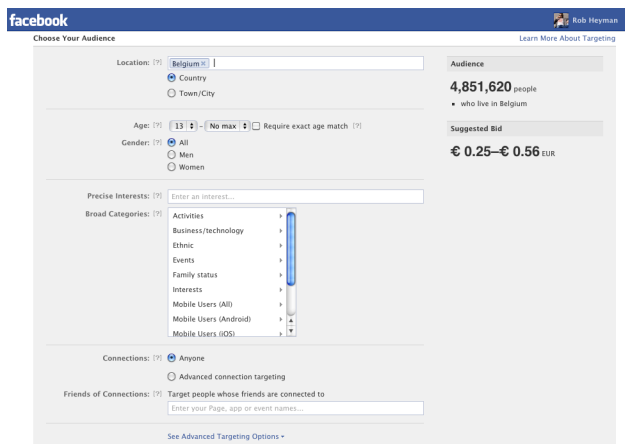 facebook
Rob Heyman
Choose Your Audience
Learn More About Targeting
Location: [?] Belgium ×
Country
Town/City
Age: [?] 13 - No max Require exact age match [?]
Gender: [?] All
Men
Women
Precise Interests: [?] Enter an interest...
Broad Categories: [?] Activities
Business/technology
Ethnic
Events
Family status
Interests
Mobile Users (All)
Mobile Users (Android)
Mobile Users (iOS)
Connections: [?] Anyone
Advanced connection targeting
Friends of Connections: [?] Target people whose friends are connected to
Enter your Page, app or event names...
See Advanced Targeting Options
Audience
4,851,620 people
who live in Belgium
Suggested Bid
€ 0.25–€ 0.56 EUR